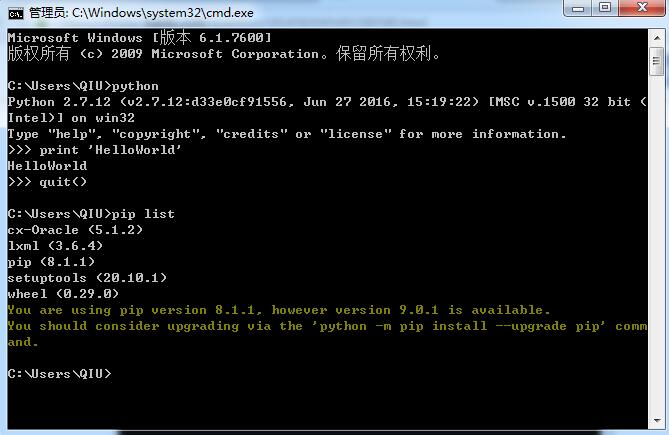 管理员: C:\Windows\system32\cmd.exe
Microsoft Windows [版本 6.1.7600]
版权所有 (c) 2009 Microsoft Corporation。保留所有权利。
C:\Users\QIU>python
Python 2.7.12 (v2.7.12:d33e0cf91556, Jun 27 2016, 15:19:22) [MSC v.1500 32 bit (
Intel)] on win32
Type "help", "copyright", "credits" or "license" for more information.
>>> print 'HelloWorld'
HelloWorld
>>> quit()
C:\Users\QIU>pip list
cx-Oracle (5.1.2)
lxml (3.6.4)
pip (8.1.1)
setuptools (20.10.1)
wheel (0.29.0)
You are using pip version 8.1.1, however version 9.0.1 is available.
You should consider upgrading via the 'python -m pip install --upgrade pip' comm
and.
C:\Users\QIU>